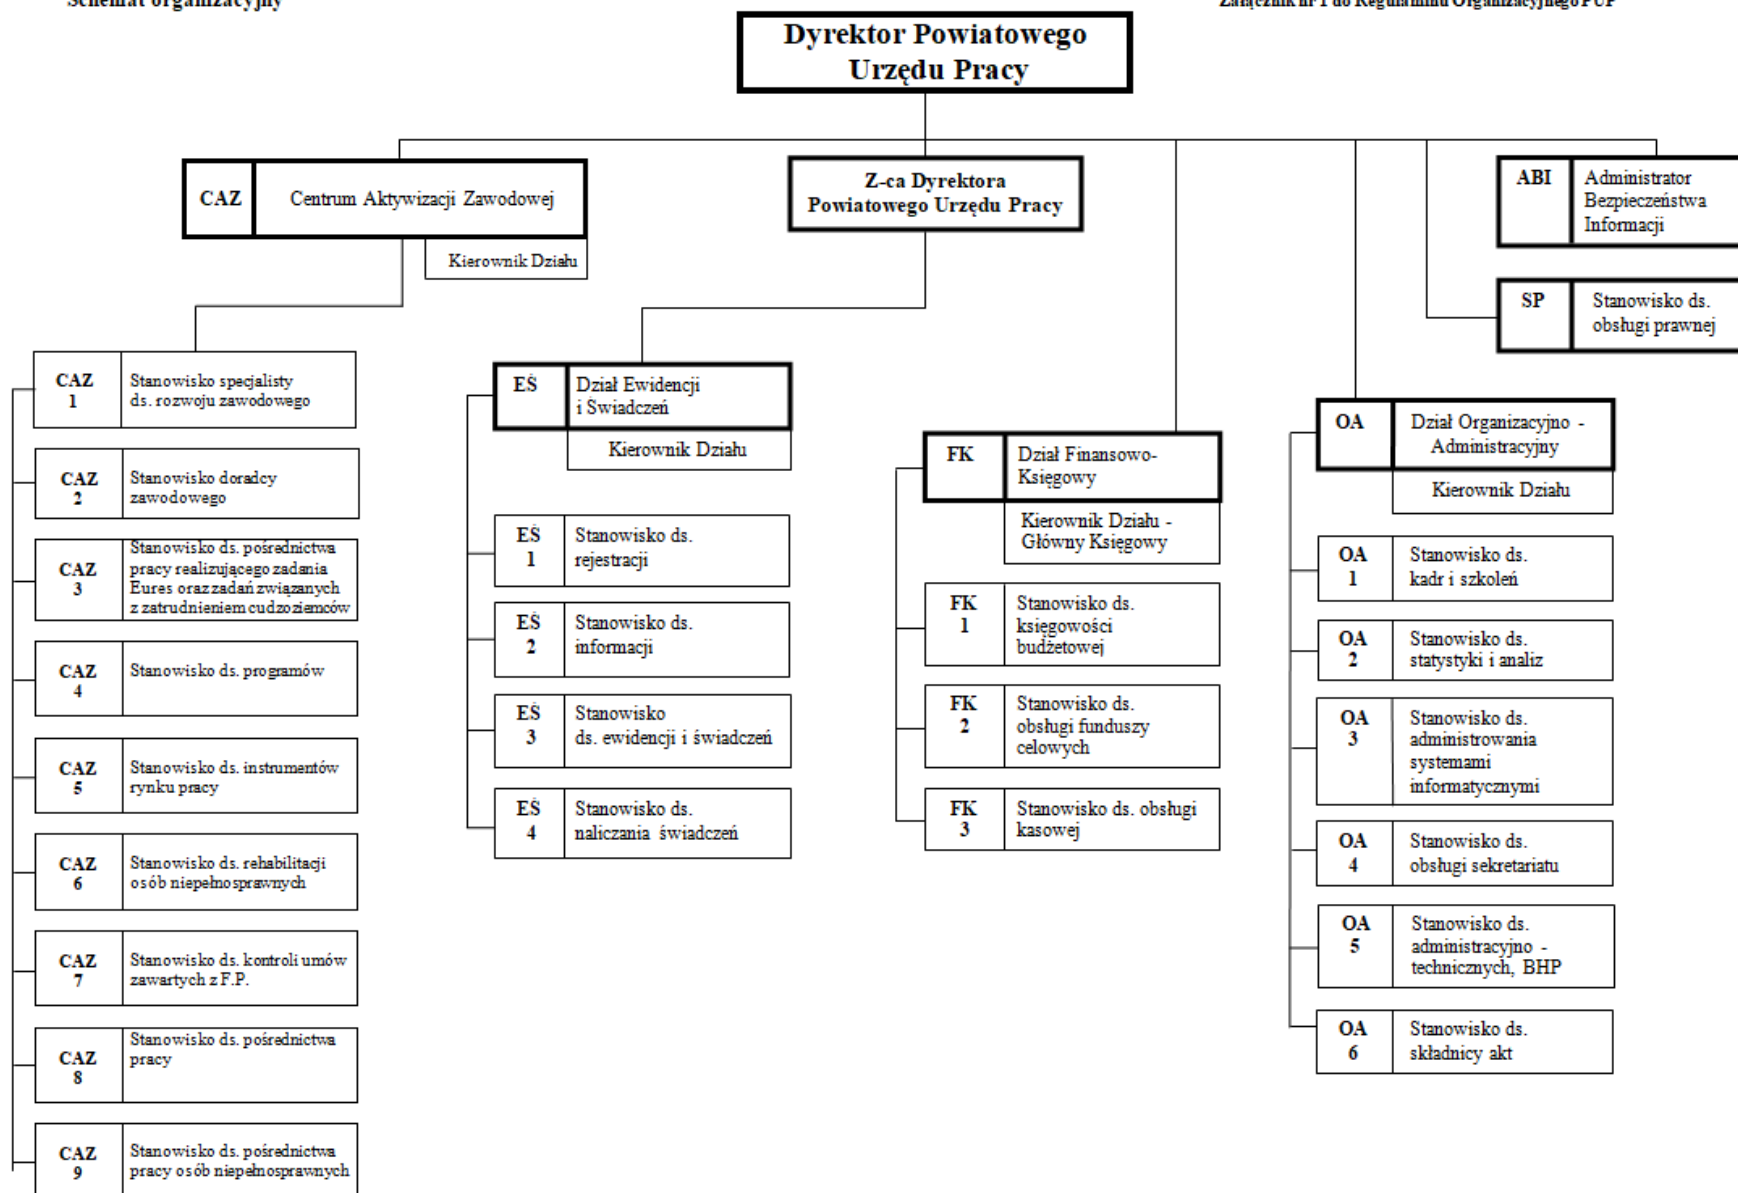 Schemat organizacyjny
Załącznik nr 1 do Regulaminu Organizacyjnego PUP
Dyrektor Powiatowego
Urzędu Pracy
CAZ
Centrum Aktywizacji Zawodowej
Kierownik Działu
Z-ca Dyrektora
Powiatowego Urzędu Pracy
ABI
Administrator
Bezpieczeństwa
Informacji
SP
Stanowisko ds.
obsługi prawnej
CAZ
1
Stanowisko specjalisty
ds. rozwoju zawodowego
CAZ
2
Stanowisko doradcy
zawodowego
CAZ
3
Stanowisko ds. pośrednictwa
pracy realizującego zadania
Eures oraz zadań związanych
z zatrudnieniem cudzoziemców
CAZ
4
Stanowisko ds. programów
CAZ
5
Stanowisko ds. instrumentów
rynku pracy
CAZ
6
Stanowisko ds. rehabilitacji
osób niepełnosprawnych
CAZ
7
Stanowisko ds. kontroli umów
zawartych z F.P.
CAZ
8
Stanowisko ds. pośrednictwa
pracy
CAZ
9
Stanowisko ds. pośrednictwa
pracy osób niepełnosprawnych
EŚ
Dział Ewidencji
i Świadczeń
Kierownik Działu
EŚ
1
Stanowisko ds.
rejestracji
EŚ
2
Stanowisko ds.
informacji
EŚ
3
Stanowisko
ds. ewidencji i świadczeń
EŚ
4
Stanowisko ds.
naliczania świadczeń
FK
Dział Finansowo-
Księgowy
Kierownik Działu -
Główny Księgowy
FK
1
Stanowisko ds.
księgowości
budżetowej
FK
2
Stanowisko ds.
obsługi funduszy
celowych
FK
3
Stanowisko ds. obsługi
kasowej
OA
Dział Organizacyjno -
Administracyjny
Kierownik Działu
OA
1
Stanowisko ds.
kadr i szkoleń
OA
2
Stanowisko ds.
statystyki i analiz
OA
3
Stanowisko ds.
administrowania
systemami
informatycznymi
OA
4
Stanowisko ds.
obsługi sekretariatu
OA
5
Stanowisko ds.
administracyjno -
technicznych, BHP
OA
6
Stanowisko ds.
składnicy akt